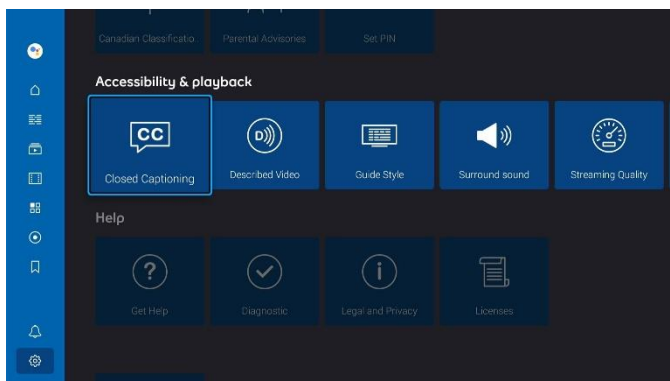 Canadian Classificatio
Parental Advisories
Set PIN
Accessibility & playback
CC
D
Closed Captioning
Described Video
Guide Style
Surround sound
Streaming Quality
Help
?
i
Get Help
Diagnostic
Legal and Privacy
Licenses